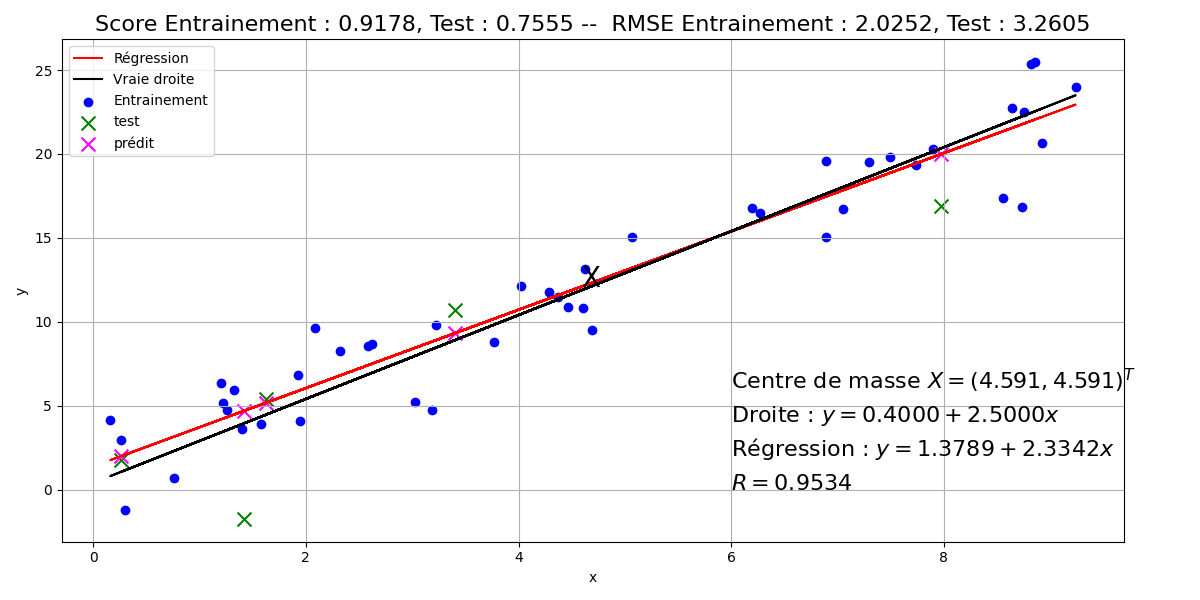 Score Entrainement : 0.9178, Test : 0.7555 --  RMSE Entrainement : 2.0252, Test : 3.2605
Régression
Vraie droite
Entrainement
test
prédit
25
20
15
10
5
0
y
X
Centre de masse X = (4.591, 4.591)^T
Droite : y = 0.4000 + 2.5000x
Régression : y = 1.3789 + 2.3342x
R = 0.9534
0 2 4 6 8
x